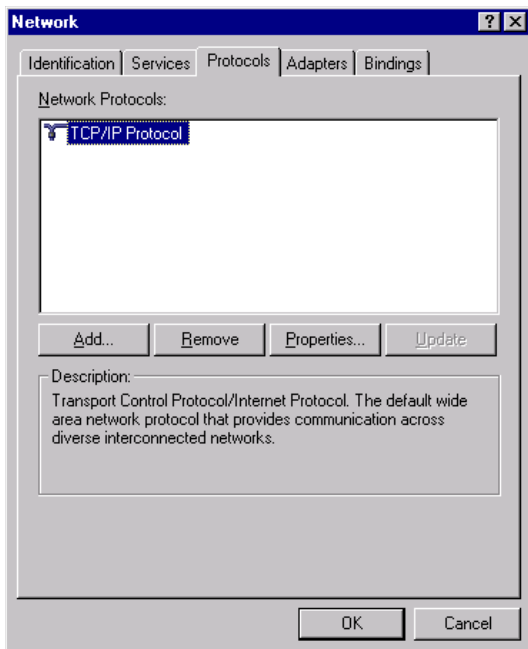 Network
Identification Services Protocols Adapters Bindings
Network Protocols:
TCP/IP Protocol
Add... Remove Properties... Update
Description:
Transport Control Protocol/Internet Protocol. The default wide
area network protocol that provides communication across
diverse interconnected networks.
OK Cancel